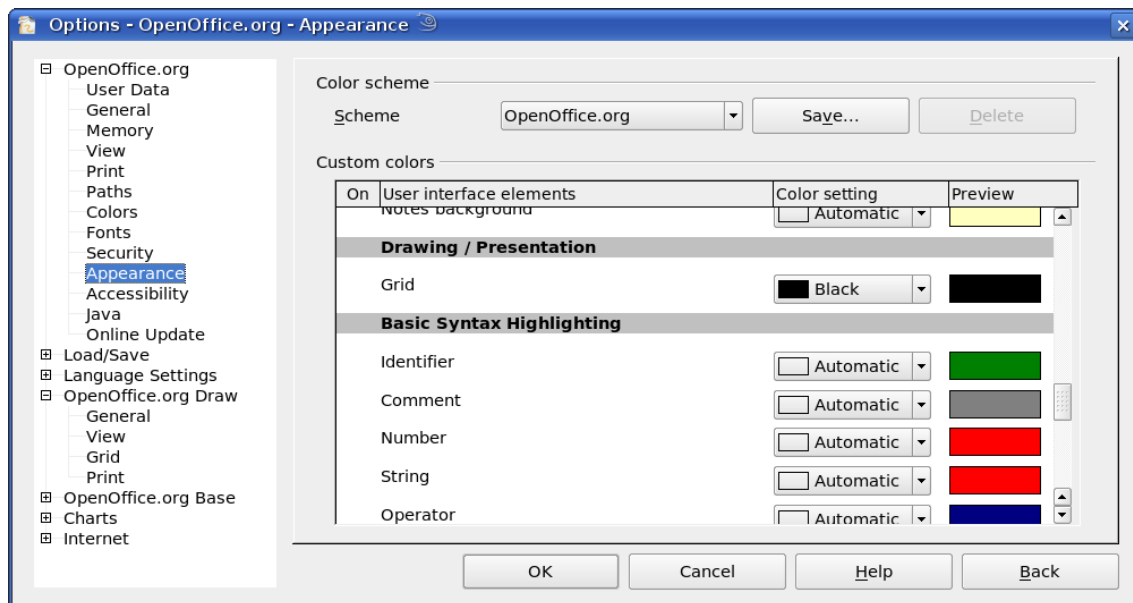 Options - OpenOffice.org - Appearance
OpenOffice.org
User Data
General
Memory
View
Print
Paths
Colors
Fonts
Security
Appearance
Accessibility
Java
Online Update
Load/Save
Language Settings
OpenOffice.org Draw
General
View
Grid
Print
OpenOffice.org Base
Charts
Internet
Color scheme
Scheme OpenOffice.org Save... Delete
Custom colors
On User interface elements Color setting Preview
Notes background Automatic
Drawing / Presentation
Grid Black
Basic Syntax Highlighting
Identifier Automatic
Comment Automatic
Number Automatic
String Automatic
Operator Automatic
OK Cancel Help Back